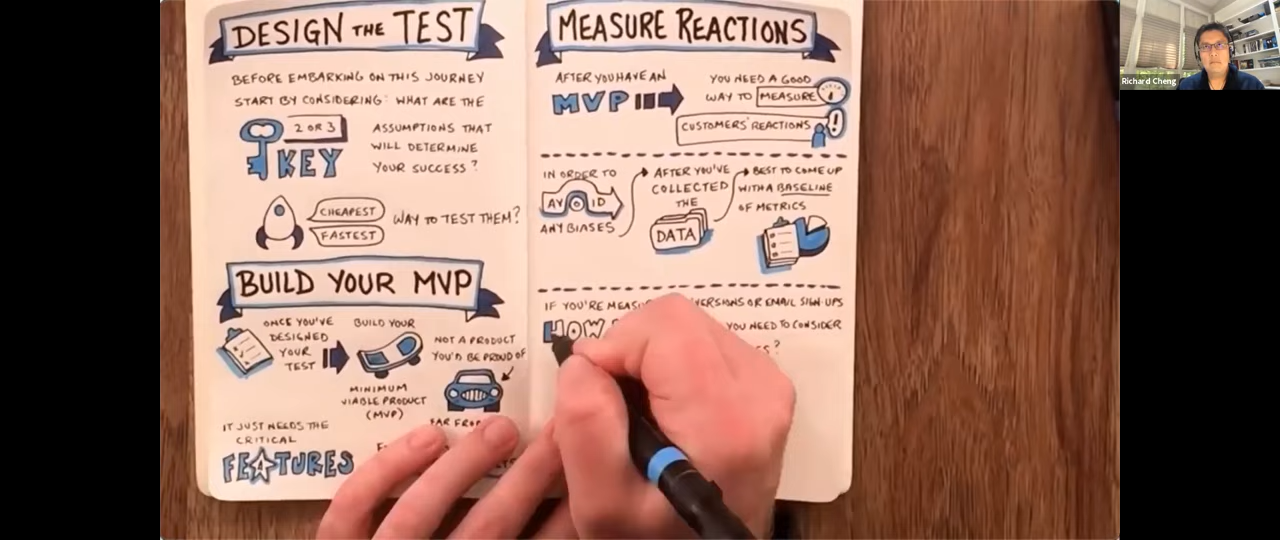 DESIGN THE TEST
BEFORE EMBARKING ON THIS JOURNEY
START BY CONSIDERING: WHAT ARE THE
2 OR 3
KEY
ASSUMPTIONS THAT
WILL DETERMINE
YOUR SUCCESS?
CHEAPEST
FASTEST
WAY TO TEST THEM?
BUILD YOUR MVP
ONCE YOU'VE
DESIGNED
YOUR
TEST
BUILD YOUR
MINIMUM
VIABLE PRODUCT
(MVP)
NOT A PRODUCT
YOU'D BE PROUD OF
FAR FRO
IT JUST NEEDS THE
CRITICAL
FEATURES
MEASURE REACTIONS
AFTER YOU HAVE AN
MVP
YOU NEED A GOOD
WAY TO MEASURE
CUSTOMERS' REACTIONS
IN ORDER TO
AVOID
ANY BIASES
AFTER YOU'VE
COLLECTED
THE
DATA
BEST TO COME UP
WITH A BASELINE
OF METRICS
IF YOU'RE OR EMAIL SIGN-UPS
HOW
YOU NEED TO CONSIDER
Richard Cheng